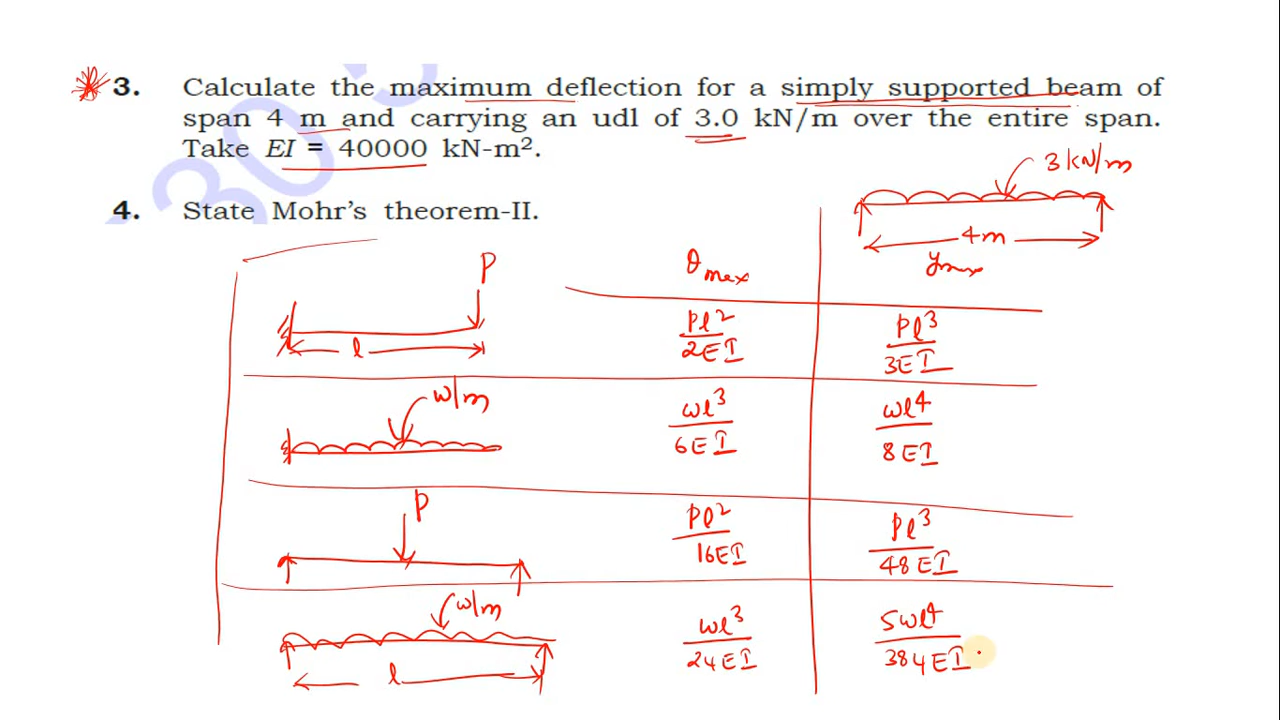 3. Calculate the maximum deflection for a simply supported beam of
span 4 m and carrying an udl of 3.0 kN/m over the entire span.
Take EI = 40000 kN-m².
3 kN/m
4. State Mohr's theorem-II.
4m
θmax
ymax
P
l
Pl²/2EI
Pl³/3EI
w/m
wl³/6EI
wl⁴/8EI
P
Pl²/16EI
Pl³/48EI
w/m
l
wl³/24EI
5wl⁴/384EI